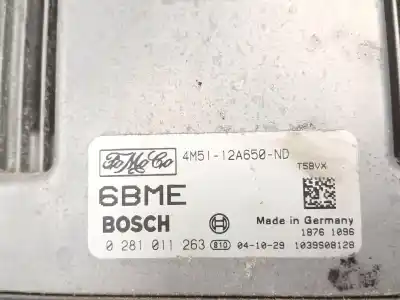 FoMoCo 4M51-12A650-ND
TSBVX
6BME
BOSCH Made in Germany
1876 1096
0 281 011 263 810 04-10-29 1039S08128